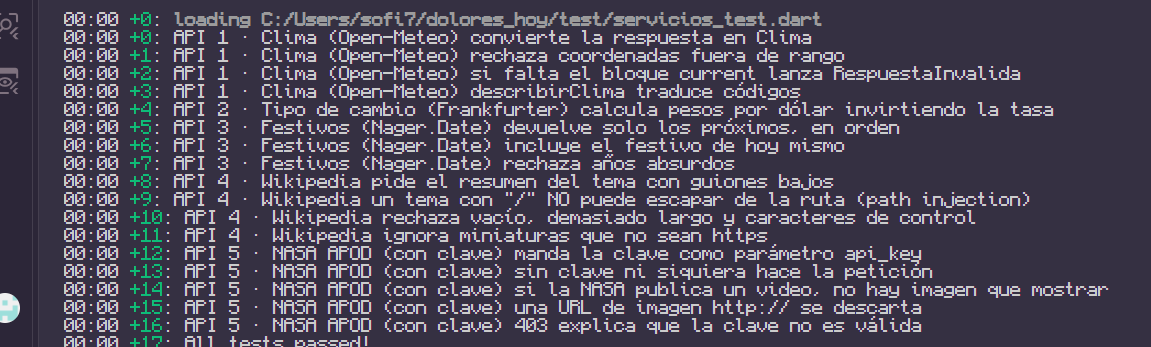 00:00 +0: loading C:/Users/sofi7/dolores_hoy/test/servicios_test.dart
00:00 +0: API 1 · Clima (Open-Meteo) convierte la respuesta en Clima
00:00 +1: API 1 · Clima (Open-Meteo) rechaza coordenadas fuera de rango
00:00 +2: API 1 · Clima (Open-Meteo) si falta el bloque current lanza RespuestaInvalida
00:00 +3: API 1 · Clima (Open-Meteo) describirClima traduce códigos
00:00 +4: API 2 · Tipo de cambio (Frankfurter) calcula pesos por dólar invirtiendo la tasa
00:00 +5: API 3 · Festivos (Nager.Date) devuelve solo los próximos, en orden
00:00 +6: API 3 · Festivos (Nager.Date) incluye el festivo de hoy mismo
00:00 +7: API 3 · Festivos (Nager.Date) rechaza años absurdos
00:00 +8: API 4 · Wikipedia pide el resumen del tema con guiones bajos
00:00 +9: API 4 · Wikipedia un tema con "/" NO puede escapar de la ruta (path injection)
00:00 +10: API 4 · Wikipedia rechaza vacío, demasiado largo y caracteres de control
00:00 +11: API 4 · Wikipedia ignora miniaturas que no sean https
00:00 +12: API 5 · NASA APOD (con clave) manda la clave como parámetro api_key
00:00 +13: API 5 · NASA APOD (con clave) sin clave ni siquiera hace la petición
00:00 +14: API 5 · NASA APOD (con clave) si la NASA publica un video, no hay imagen que mostrar
00:00 +15: API 5 · NASA APOD (con clave) una URL de imagen http:// se descarta
00:00 +16: API 5 · NASA APOD (con clave) 403 explica que la clave no es válida
00:00 +17: All tests passed!